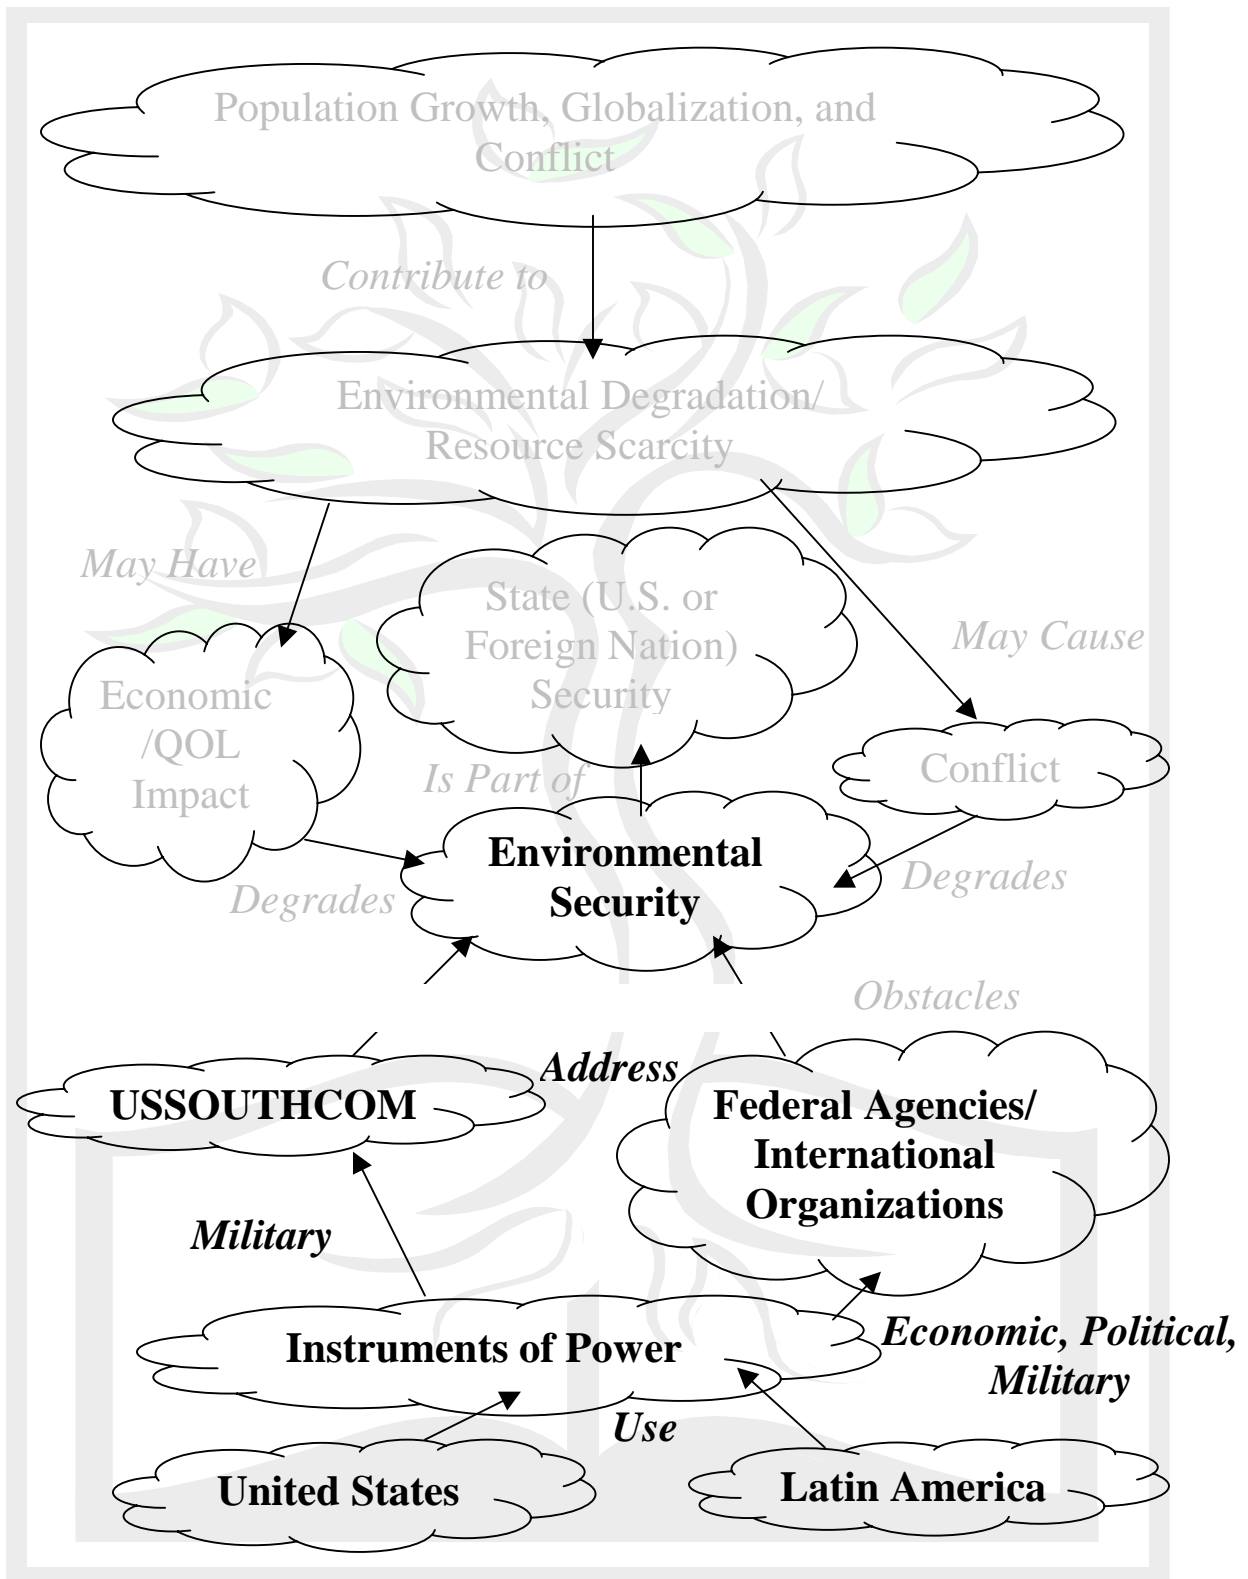 Population Growth, Globalization, and
Conflict
Contribute to
Environmental Degradation/
Resource Scarcity
May Have
State (U.S. or
Foreign Nation)
Security
May Cause
Economic
/QOL
Impact
Is Part of
Conflict
Environmental
Security
Degrades
Degrades
Obstacles
Address
USSOUTHCOM
Federal Agencies/
International
Organizations
Military
Instruments of Power
Economic, Political,
Military
Use
United States
Latin America